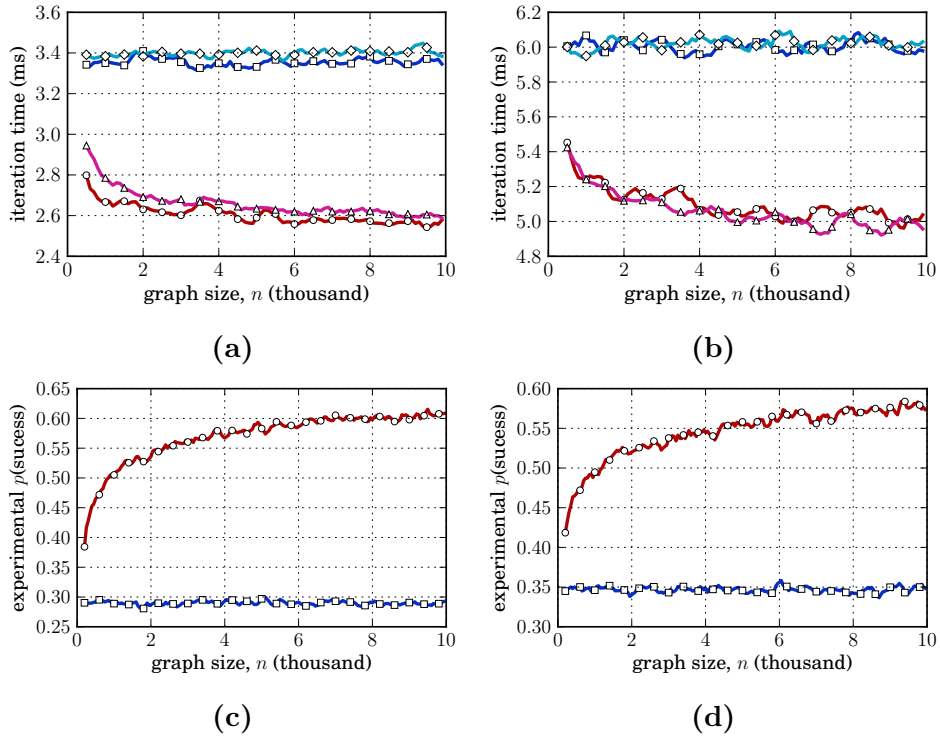 3.6
3.4
3.2
3.0
2.8
2.6
2.4
iteration time (ms)
0 2 4 6 8 10
graph size, n (thousand)
(a)
6.2
6.0
5.8
5.6
5.4
5.2
5.0
4.8
iteration time (ms)
0 2 4 6 8 10
graph size, n (thousand)
(b)
0.65
0.60
0.55
0.50
0.45
0.40
0.35
0.30
0.25
experimental p(sucess)
2 4 6 8 10
graph size, n (thousand)
(c)
0.60
0.55
0.50
0.45
0.40
0.35
0.30
experimental p(sucess)
2 4 6 8 10
graph size, n (thousand)
(d)